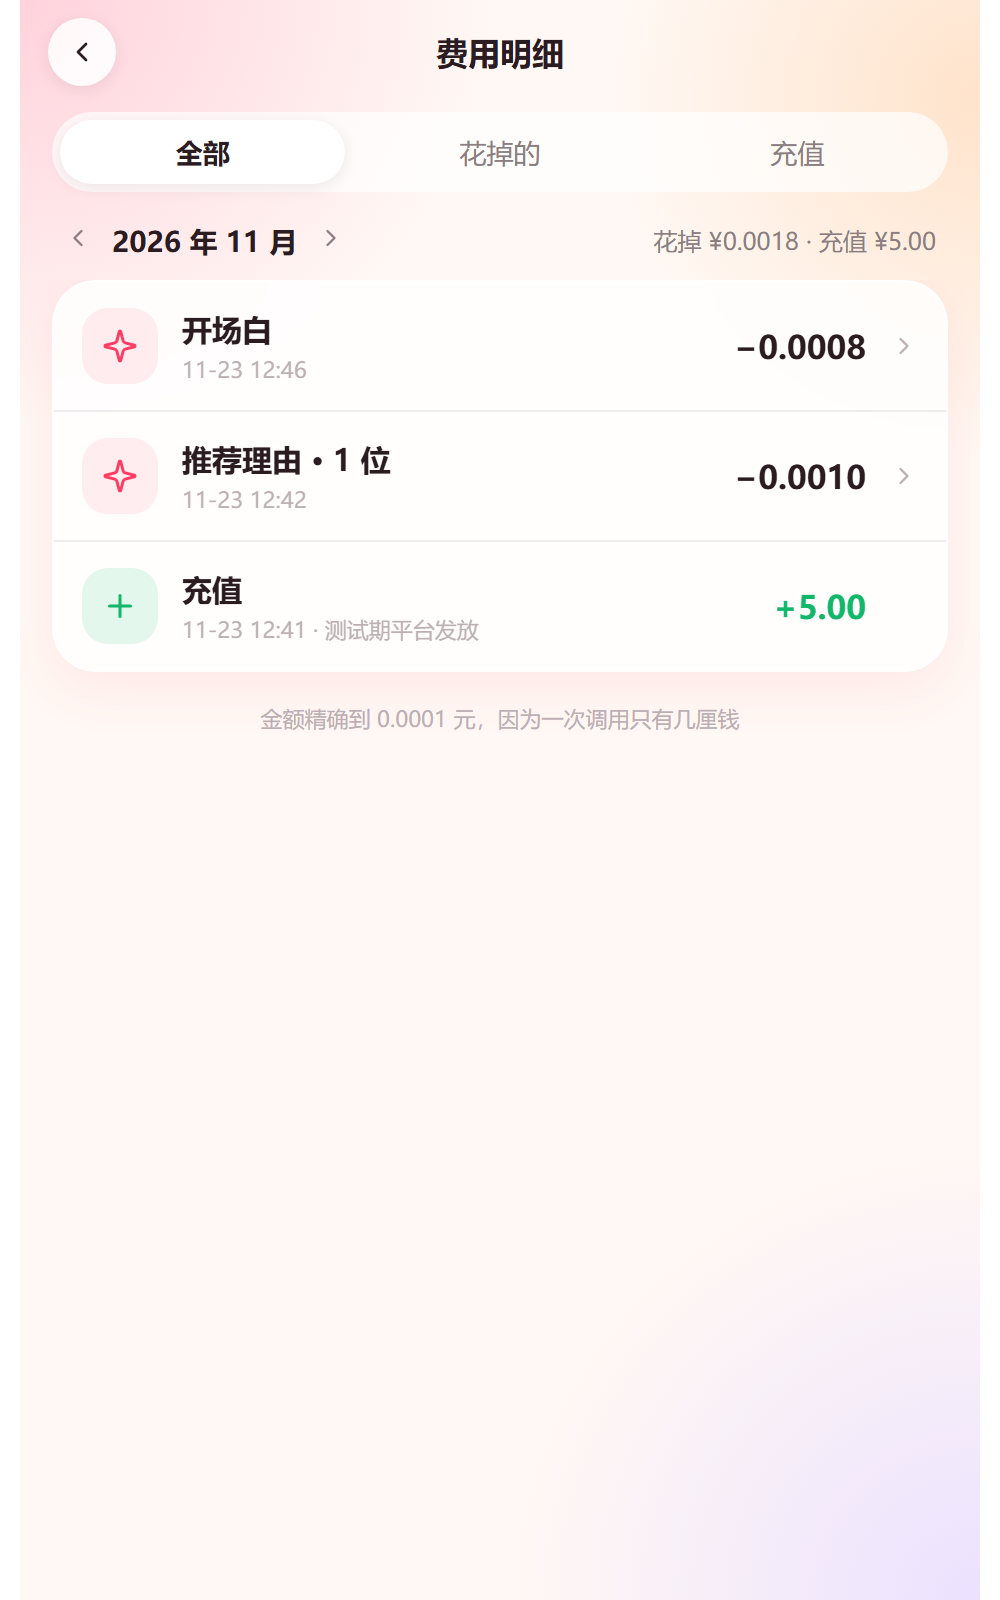 费用明细
全部 花掉的 充值
2026 年 11 月 花掉 ¥0.0018 · 充值 ¥5.00
开场白
11-23 12:46
−0.0008
推荐理由 · 1 位
11-23 12:42
−0.0010
充值
11-23 12:41 · 测试期平台发放
+5.00
金额精确到 0.0001 元，因为一次调用只有几厘钱